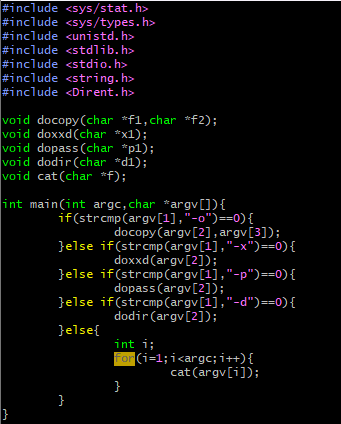 #include <sys/stat.h>
#include <sys/types.h>
#include <unistd.h>
#include <stdlib.h>
#include <stdio.h>
#include <string.h>
#include <Dirent.h>

void docopy(char *f1,char *f2);
void doxxd(char *x1);
void dopass(char *p1);
void dodir(char *d1);
void cat(char *f);

int main(int argc,char *argv[]){
        if(strcmp(argv[1],"-o")==0){
                docopy(argv[2],argv[3]);
        }else if(strcmp(argv[1],"-x")==0){
                doxxd(argv[2]);
        }else if(strcmp(argv[1],"-p")==0){
                dopass(argv[2]);
        }else if(strcmp(argv[1],"-d")==0){
                dodir(argv[2]);
        }else{
                int i;
                for(i=1;i<argc;i++){
                        cat(argv[i]);
                }
        }
}